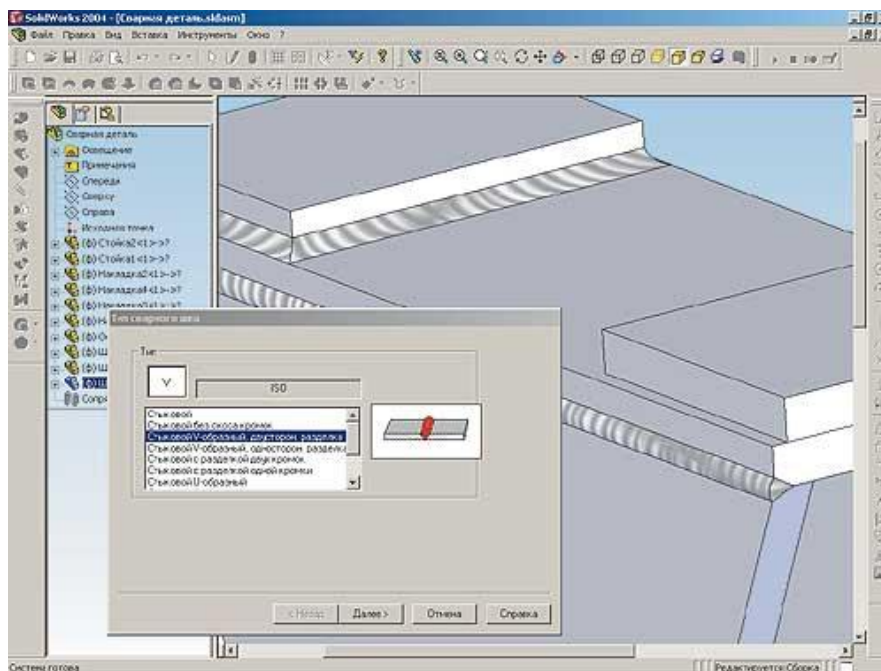 SolidWorks 2004 - [Сварная деталь.sldasm]
Файл Правка Вид Вставка Инструменты Окно ?
Сварная деталь
Освещение
Примечания
Спереди
Сверху
Справа
Исходная точка
(ф) Стойка2<1>->?
(ф) Стойка1<1>->?
(ф) Накладка2<1>->?
(ф) Накладка4<1>->?
(ф)
(ф) Н
(ф) О
(ф) Ш
(ф) Ш
(ф) Ш
Сопр
Тип сварного шва
Тип
ISO
Стыковой
Стыковой без скоса кромок
Стыковой V-образный, двусторон. разделка
Стыковой V-образный, односторон. разделка
Стыковой с разделкой двух кромок
Стыковой с разделкой одной кромки
Стыковой U-образный
< Назад
Далее >
Отмена
Справка
Система готова
Редактируется: Сборка